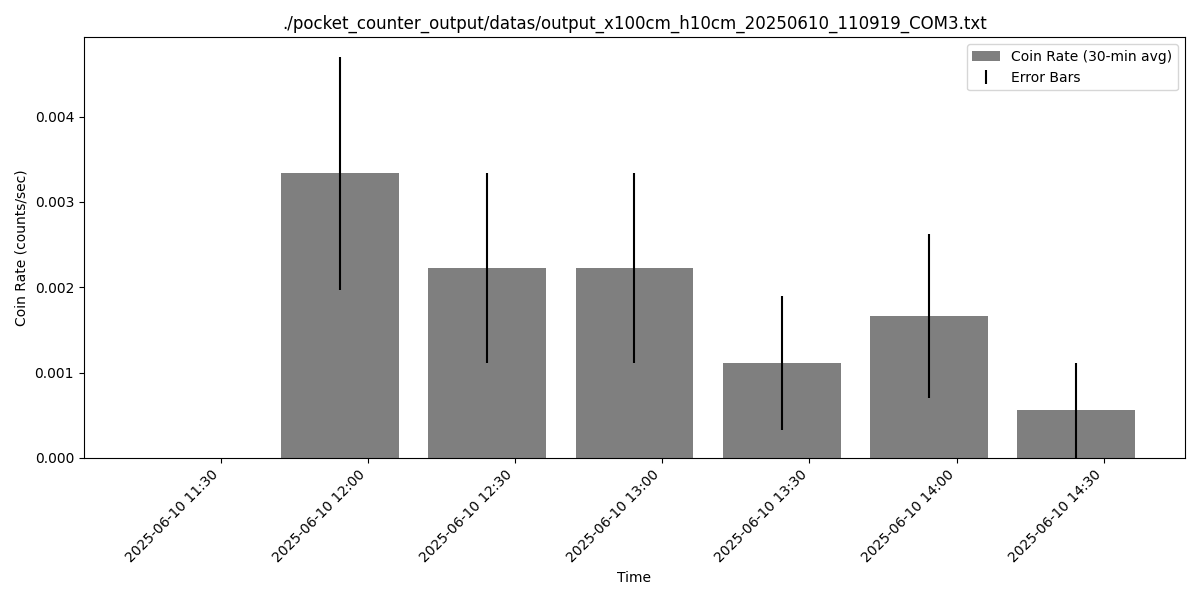 ./pocket_counter_output/datas/output_x100cm_h10cm_20250610_110919_COM3.txt
Coin Rate (30-min avg)
Error Bars
Coin Rate (counts/sec)
0.004
0.003
0.002
0.001
0.000
2025-06-10 11:30
2025-06-10 12:00
2025-06-10 12:30
2025-06-10 13:00
2025-06-10 13:30
2025-06-10 14:00
2025-06-10 14:30
Time